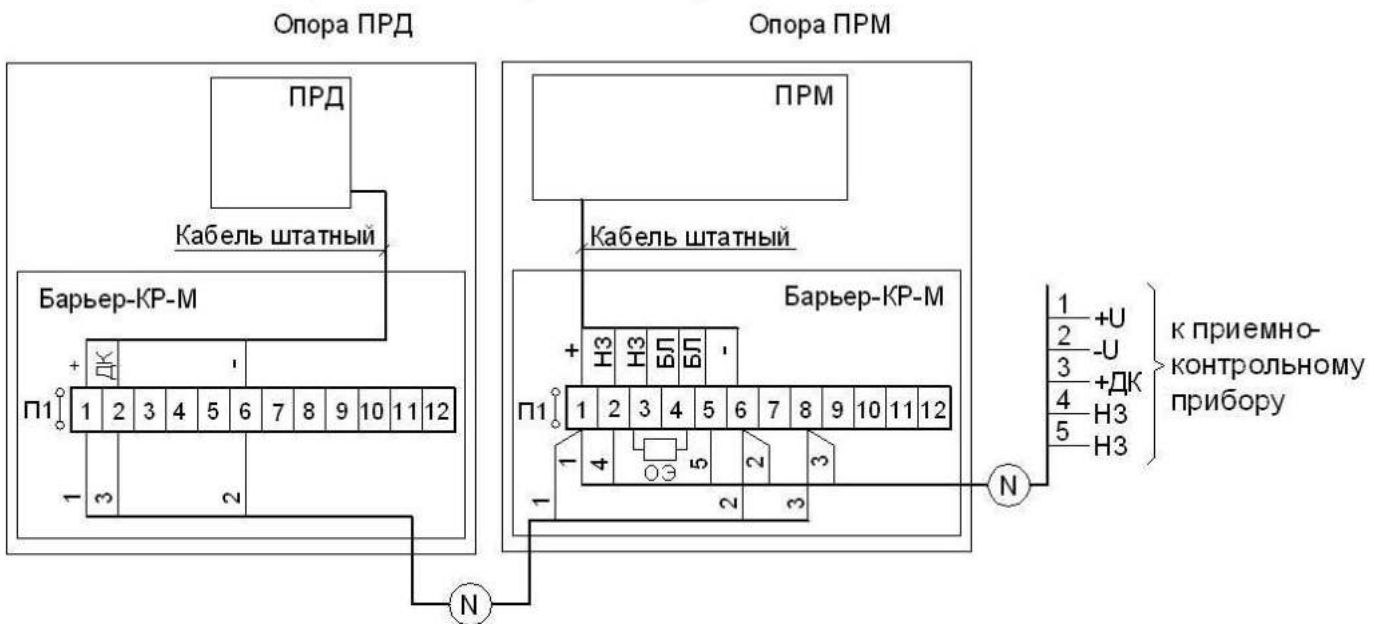 Опора ПРД
Опора ПРМ
ПРД
ПРМ
Кабель штатный
Кабель штатный
Барьер-КР-М
Барьер-КР-М
+ ДК -
+ НЗ НЗ БЛ БЛ -
П1 1 2 3 4 5 6 7 8 9 10 11 12
П1 1 2 3 4 5 6 7 8 9 10 11 12
1 3 2
1 4 ОЭ 5 2 3
1 2 3
N
N
1 +U
2 -U
3 +ДК
4 НЗ
5 НЗ
к приемно-
контрольному
прибору